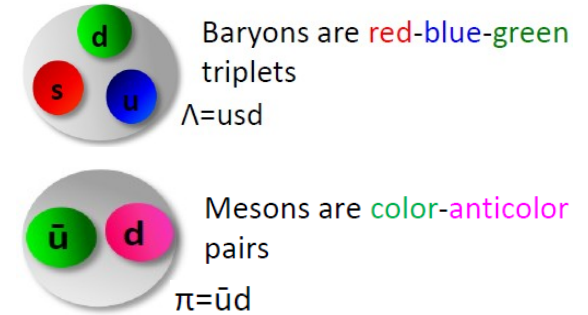 d
s
u
Baryons are red-blue-green
triplets
Λ=usd
ū
d
Mesons are color-anticolor
pairs
π=ūd